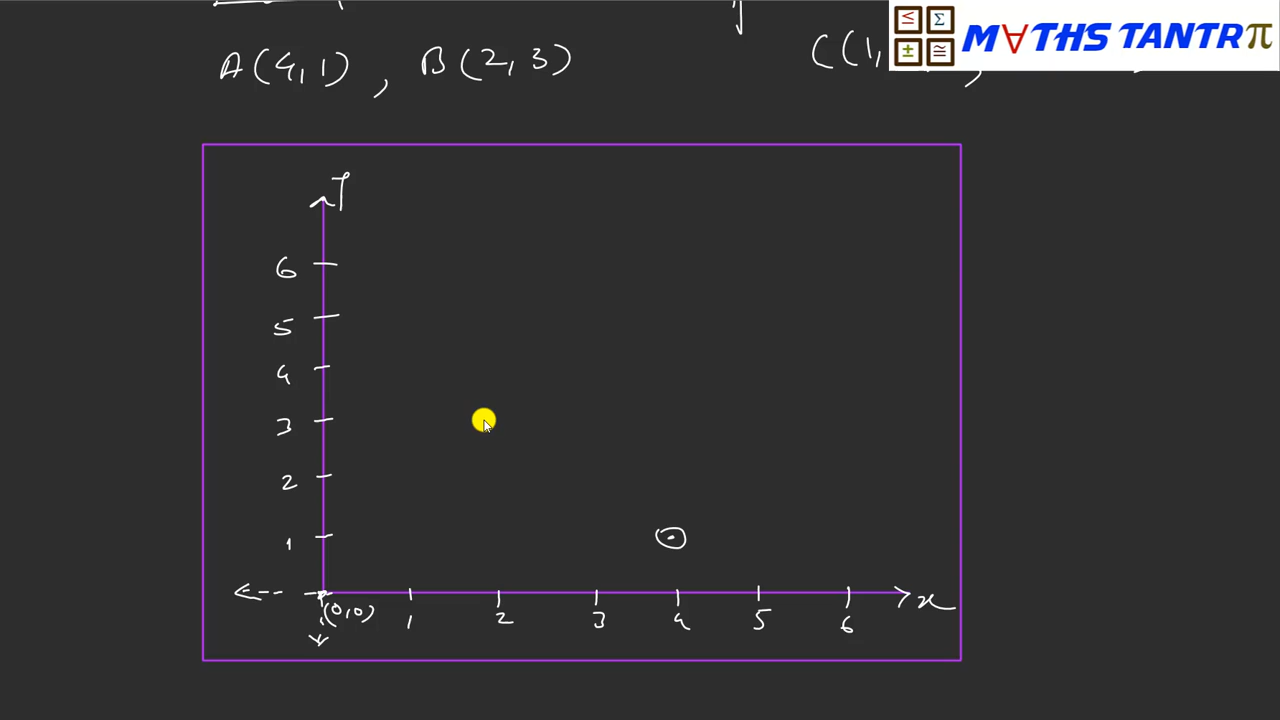 ≤ Σ ± ≅ M∀THS TANTRπ
A(4,1) , B(2,3) C(1,
y
6
5
4
3
2
1
(0,0) 1 2 3 4 5 6 x